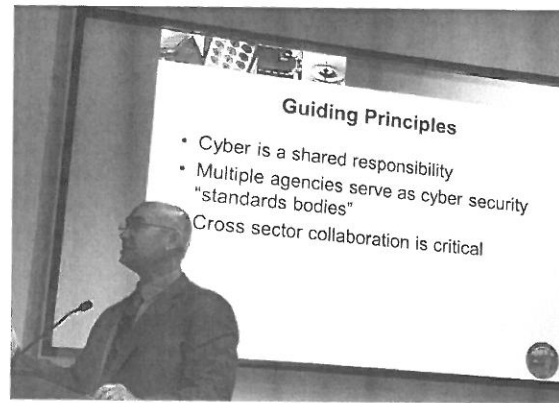 Guiding Principles
• Cyber is a shared responsibility
• Multiple agencies serve as cyber security
"standards bodies"
Cross sector collaboration is critical